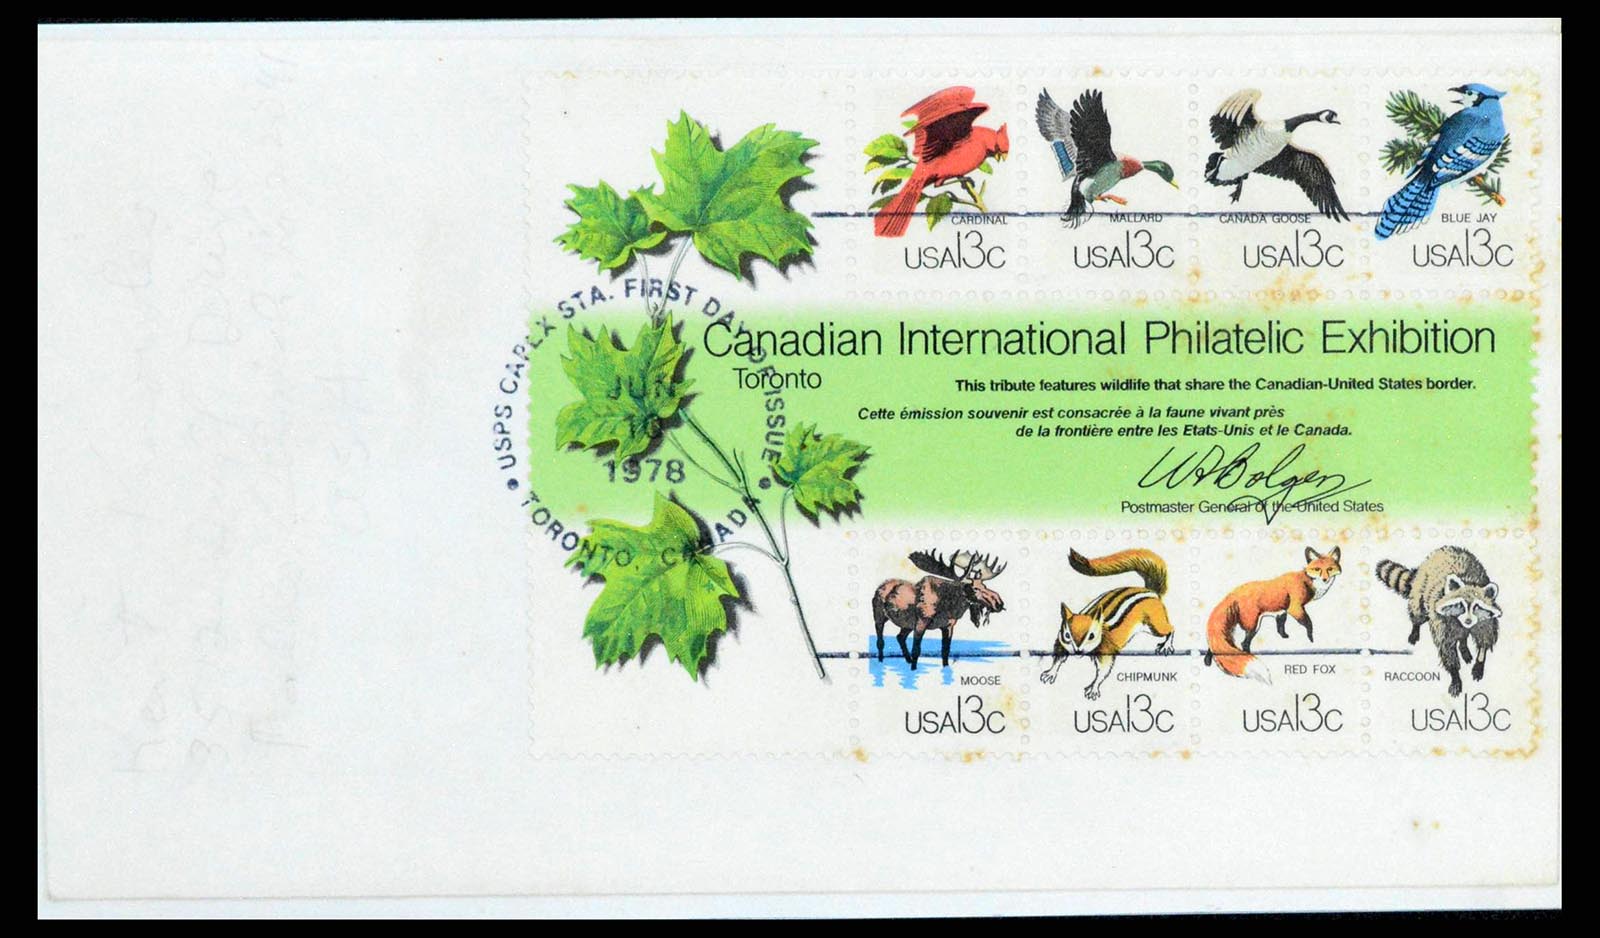 CARDINAL
USA13c
MALLARD
USA13c
CANADA GOOSE
USA13c
BLUE JAY
USA13c
• USPS CAPEX STA. FIRST DAY OF ISSUE •
JUN
10
1978
TORONTO, CANADA
Canadian International Philatelic Exhibition
Toronto
This tribute features wildlife that share the Canadian-United States border.
Cette émission souvenir est consacrée à la faune vivant près
de la frontière entre les Etats-Unis et le Canada.
Postmaster General of the United States
MOOSE
USA13c
CHIPMUNK
USA13c
RED FOX
USA13c
RACCOON
USA13c